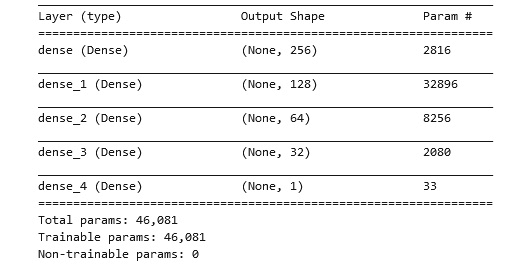 Layer (type) Output Shape Param #
=================================================================
dense (Dense) (None, 256) 2816
dense_1 (Dense) (None, 128) 32896
dense_2 (Dense) (None, 64) 8256
dense_3 (Dense) (None, 32) 2080
dense_4 (Dense) (None, 1) 33
=================================================================
Total params: 46,081
Trainable params: 46,081
Non-trainable params: 0